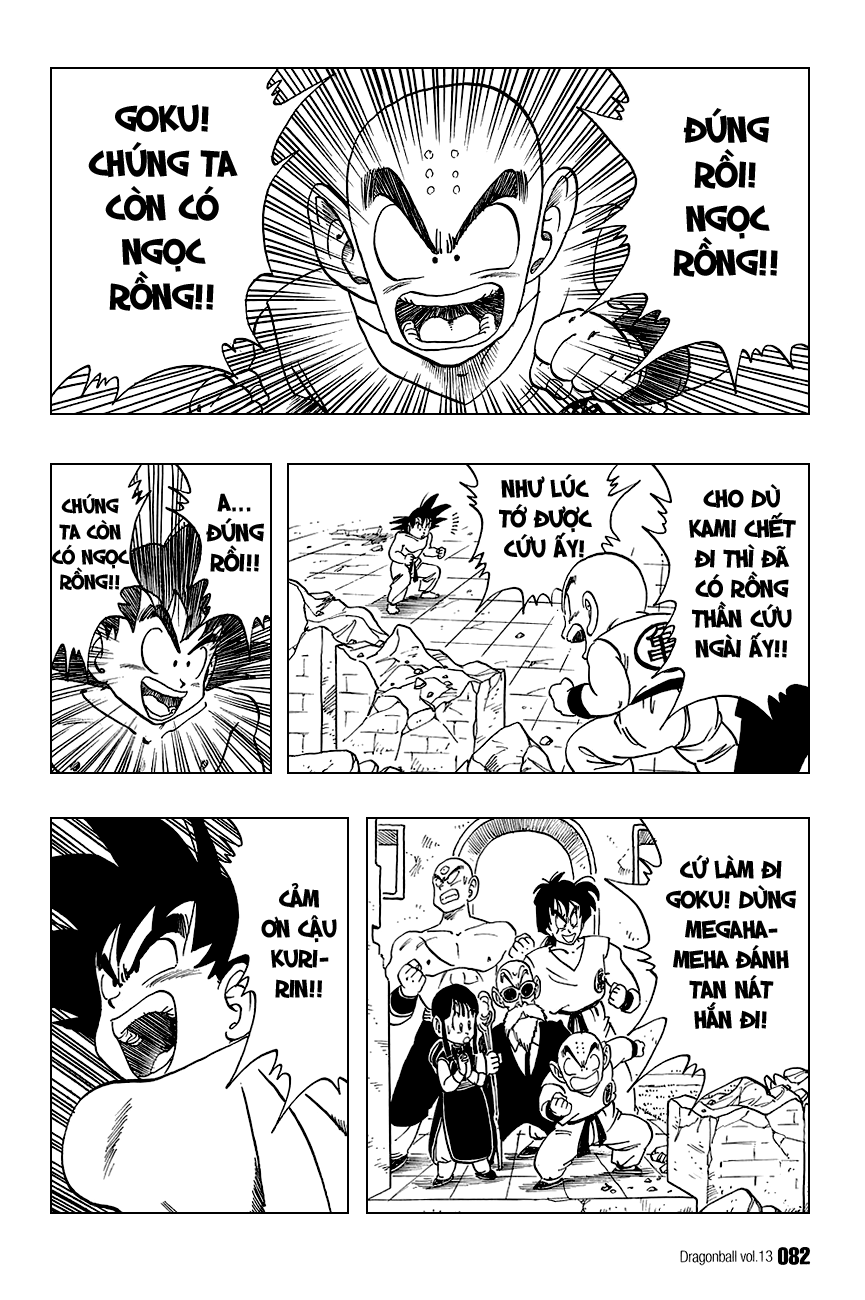 ĐÚNG
RỒI!
NGỌC
RỒNG!!
GOKU!
CHÚNG TA
CÒN CÓ
NGỌC
RỒNG!!
CHO DÙ
KAMI CHẾT
ĐI THÌ ĐÃ
CÓ RỒNG
THẦN CỨU
NGÀI ẤY!!
NHƯ LÚC
TỚ ĐƯỢC
CỨU ẤY!
亀
A...
ĐÚNG
RỒI!!
CHÚNG
TA CÒN
CÓ NGỌC
RỒNG!!
CỨ LÀM ĐI
GOKU! DÙNG
MEGAHA-
MEHA ĐÁNH
TAN NÁT
HẮN ĐI!
CẢM
ƠN CẬU
KURI-
RIN!!
Dragonball vol.13 082